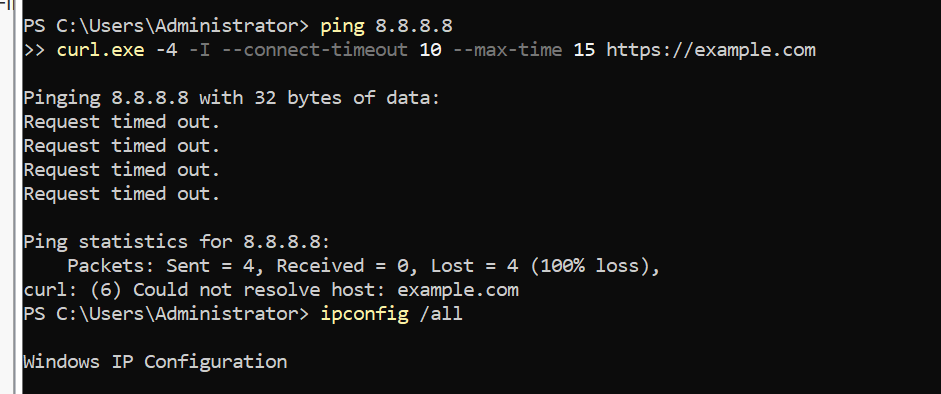 PS C:\Users\Administrator> ping 8.8.8.8
>> curl.exe -4 -I --connect-timeout 10 --max-time 15 https://example.com
Pinging 8.8.8.8 with 32 bytes of data:
Request timed out.
Request timed out.
Request timed out.
Request timed out.
Ping statistics for 8.8.8.8:
    Packets: Sent = 4, Received = 0, Lost = 4 (100% loss),
curl: (6) Could not resolve host: example.com
PS C:\Users\Administrator> ipconfig /all
Windows IP Configuration